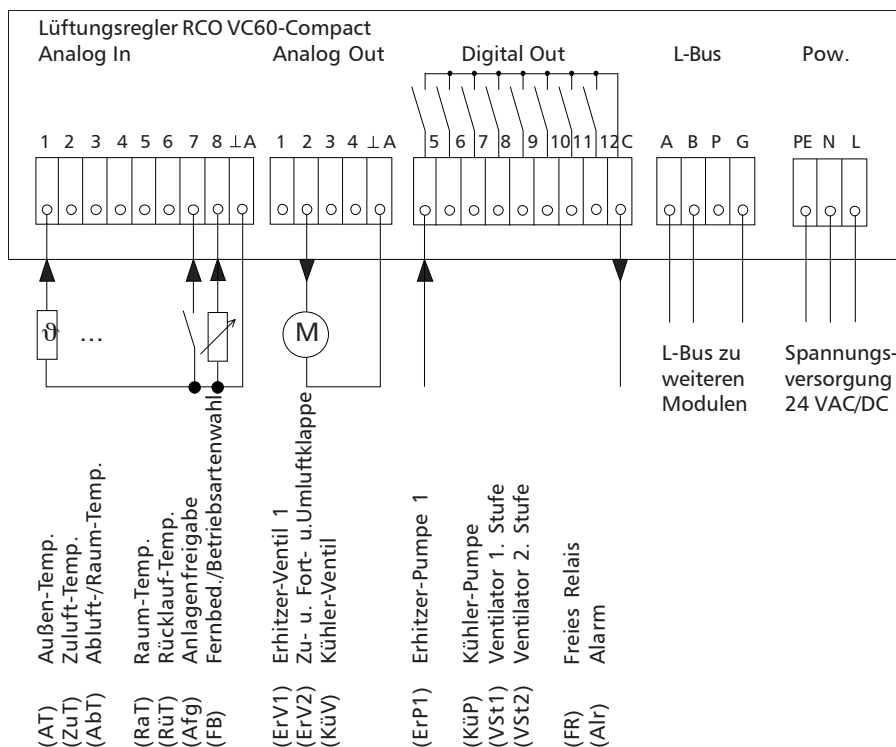 Lüftungsregler RCO VC60-Compact
Analog In
Analog Out
Digital Out
L-Bus
Pow.
1 2 3 4 5 6 7 8 ⊥A
1 2 3 4 ⊥A
5 6 7 8 9 10 11 12 C
A B P G
PE N L
ϑ ...
M
L-Bus zu
weiteren
Modulen
Spannungs-
versorgung
24 VAC/DC
(AT) Außen-Temp.
(ZuT) Zuluft-Temp.
(AbT) Abluft-/Raum-Temp.
(RaT) Raum-Temp.
(RüT) Rücklauf-Temp.
(Afg) Anlagenfreigabe
(FB) Fernbed./Betriebsartenwahl
(ErV1) Erhitzer-Ventil 1
(ErV2) Zu- u. Fort- u.Umluftklappe
(KüV) Kühler-Ventil
(ErP1) Erhitzer-Pumpe 1
(KüP) Kühler-Pumpe
(VSt1) Ventilator 1. Stufe
(VSt2) Ventilator 2. Stufe
(FR) Freies Relais
(Alr) Alarm